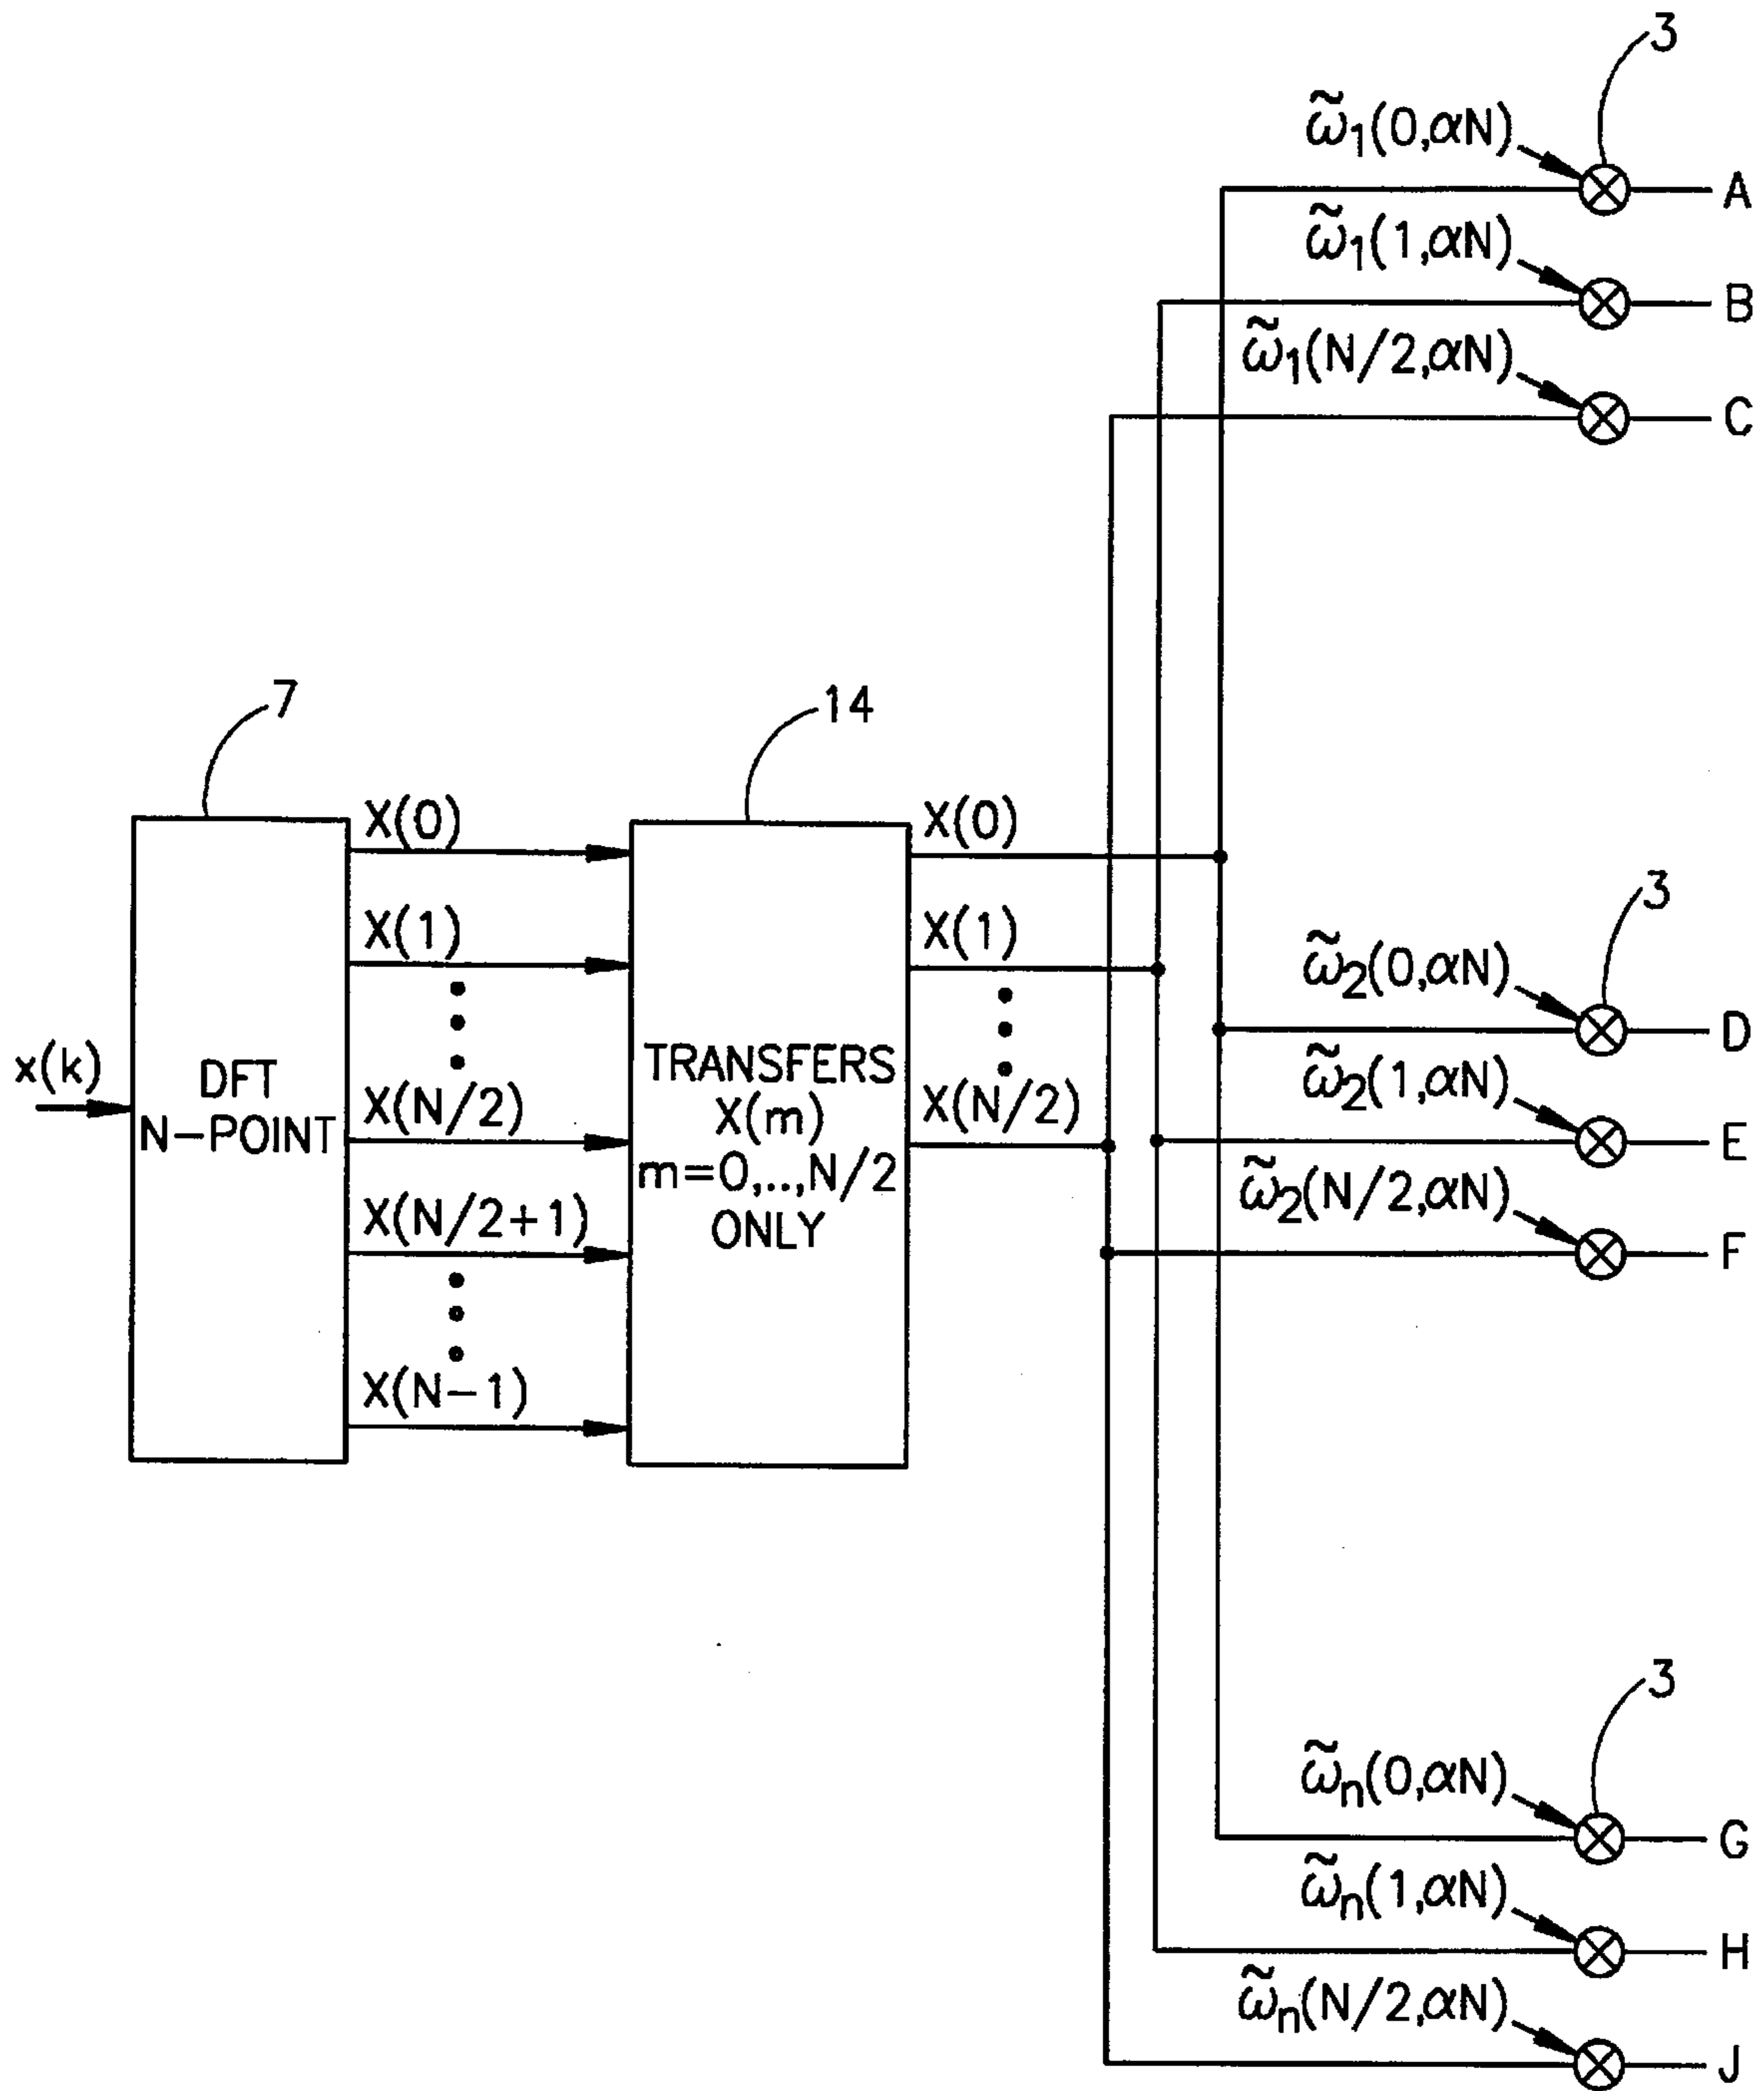 3
ω̃₁(0,αN)
A
ω̃₁(1,αN)
B
ω̃₁(N/2,αN)
C
7
14
X(0)
X(0)
X(1)
X(1)
3
ω̃₂(0,αN)
D
x(k)
DFT
N-POINT
TRANSFERS
X(m)
m=0,..,N/2
ONLY
X(N/2)
X(N/2)
ω̃₂(1,αN)
E
ω̃₂(N/2,αN)
F
X(N/2+1)
X(N-1)
3
ω̃ₙ(0,αN)
G
ω̃ₙ(1,αN)
H
ω̃ₙ(N/2,αN)
J